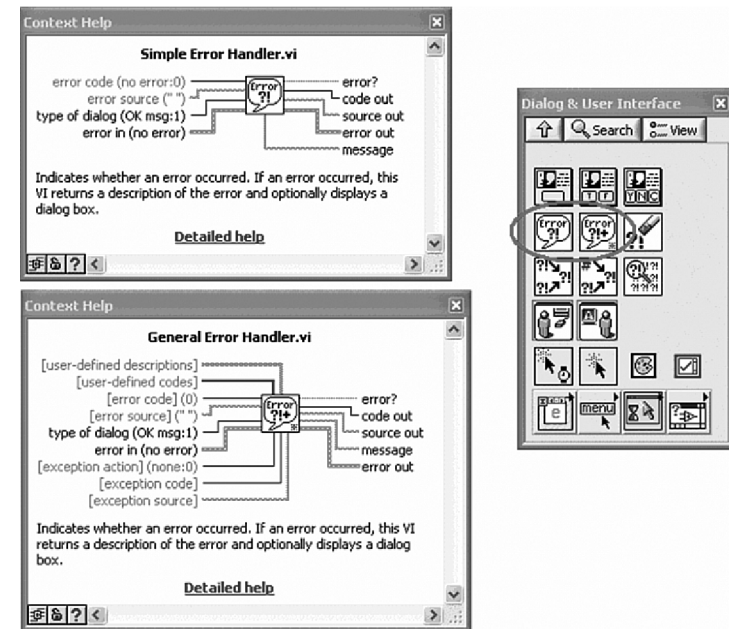 Context Help
Simple Error Handler.vi
error code (no error:0)
error source (" ")
type of dialog (OK msg:1)
error in (no error)
Error
?!
error?
code out
source out
error out
message
Indicates whether an error occurred. If an error occurred, this
VI returns a description of the error and optionally displays a
dialog box.
Detailed help
?
Context Help
General Error Handler.vi
[user-defined descriptions]
[user-defined codes]
[error code] (0)
[error source] (" ")
type of dialog (OK msg:1)
error in (no error)
[exception action] (none:0)
[exception code]
[exception source]
Error
?!+
error?
code out
source out
message
error out
Indicates whether an error occurred. If an error occurred, this VI
returns a description of the error and optionally displays a dialog
box.
Detailed help
?
Dialog & User Interface
Search
View
T F
Y N C
Error
?!
Error
?!+
?!
?! ?!
?!
# ?!
?!
e
menu
?